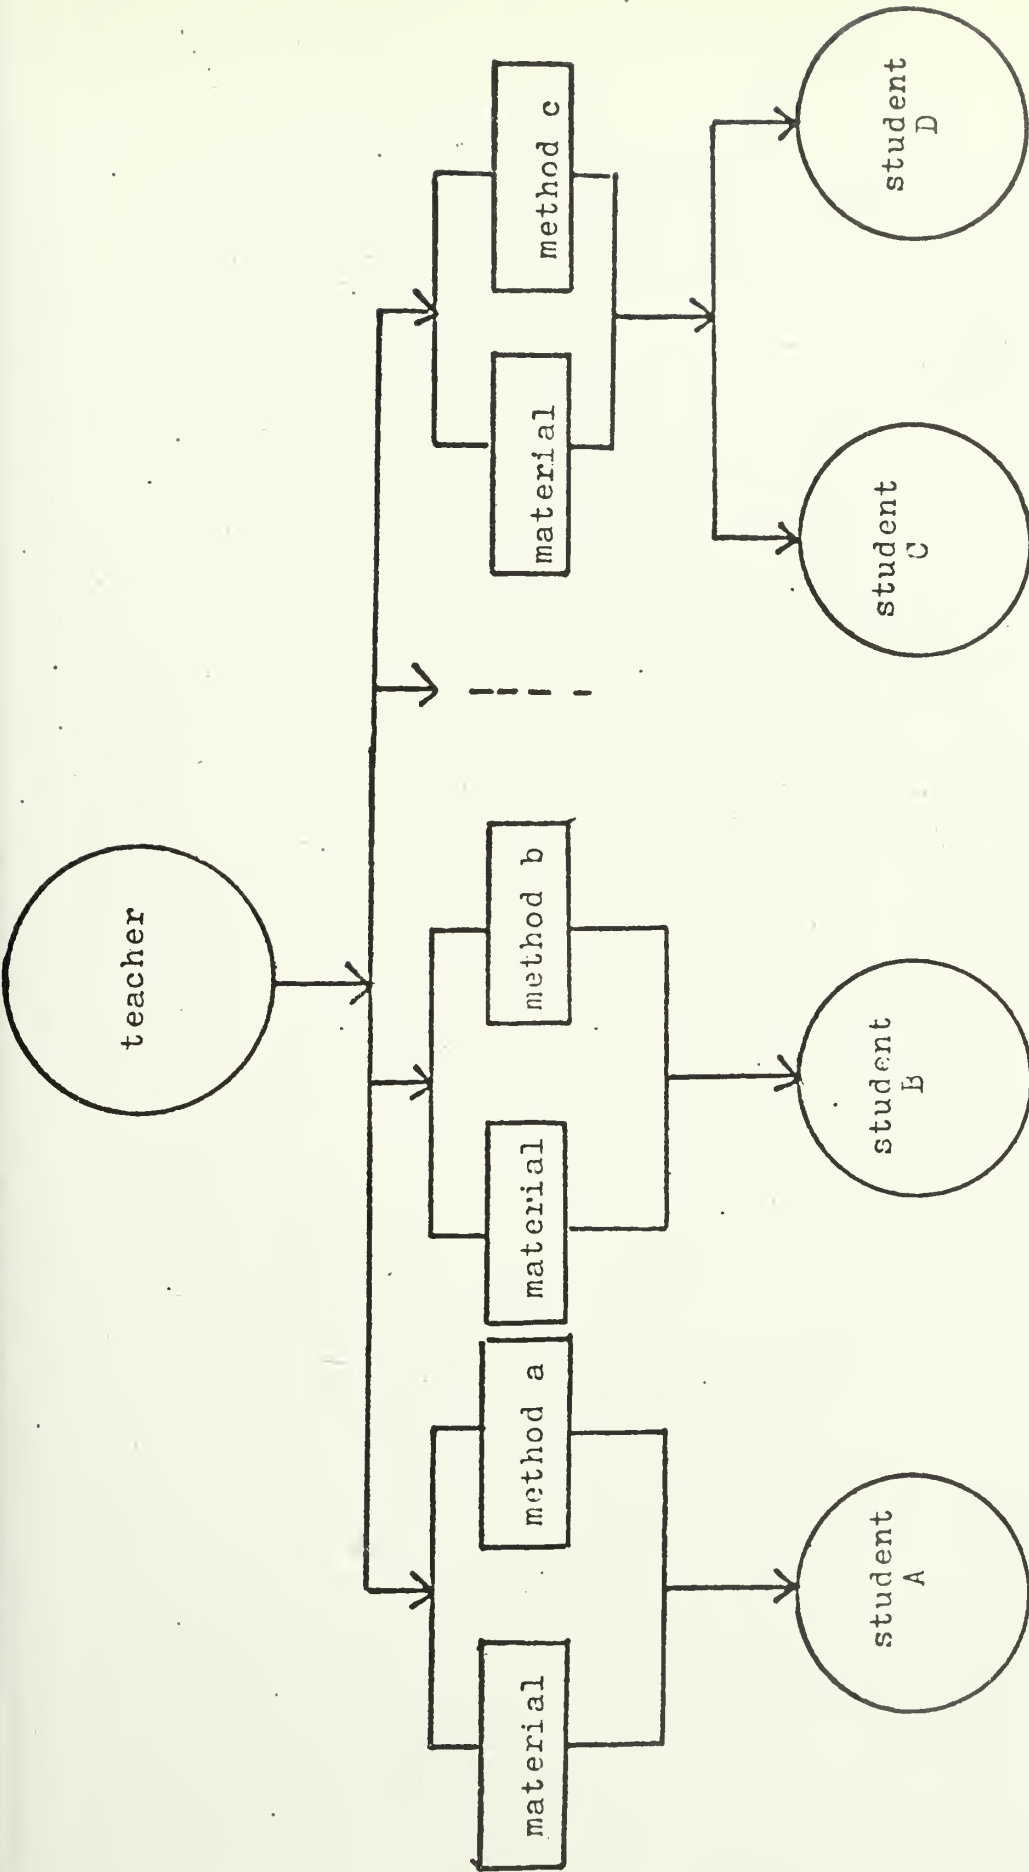 teacher
material
method a
material
method b
material
method c
student
A
student
B
student
C
student
D